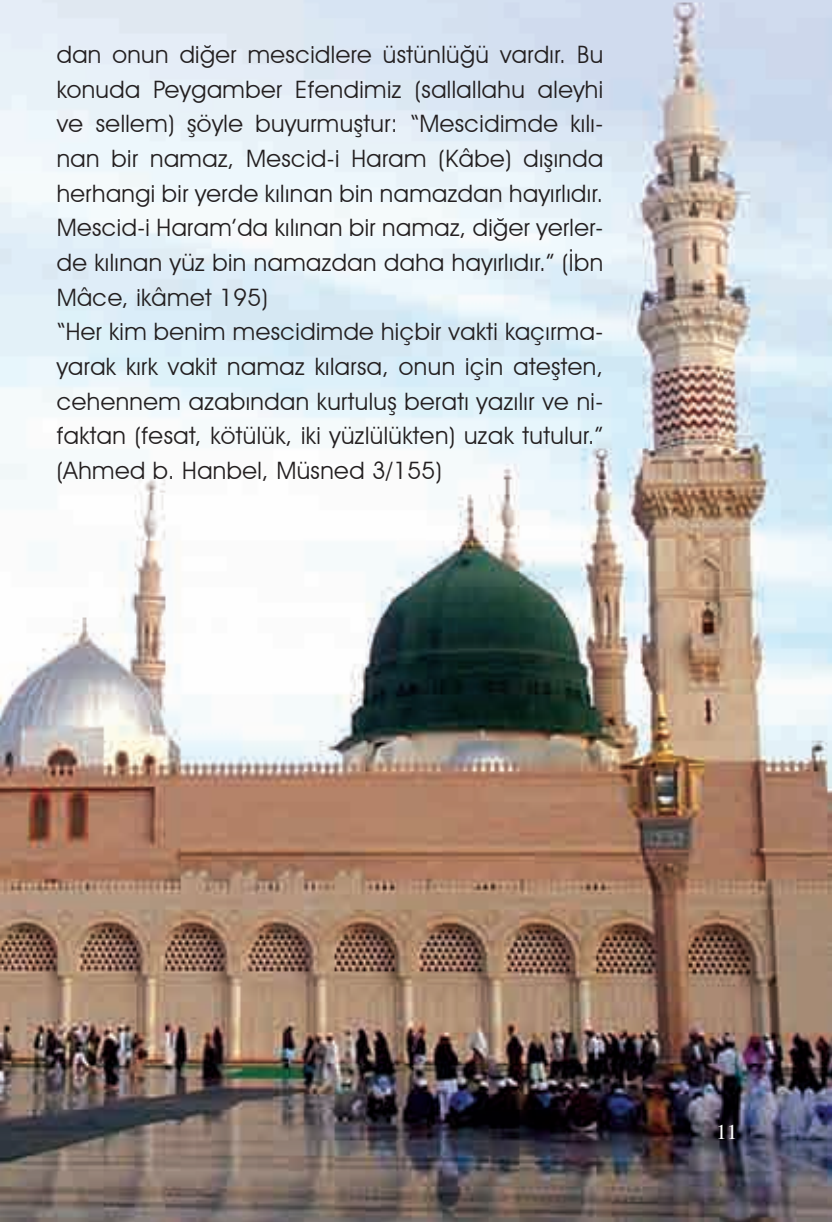 dan onun diğer mescidlere üstünlüğü vardır. Bu
konuda Peygamber Efendimiz (sallallahu aleyhi
ve sellem) şöyle buyurmuştur: “Mescidimde kılı-
nan bir namaz, Mescid-i Haram (Kâbe) dışında
herhangi bir yerde kılınan bin namazdan hayırlıdır.
Mescid-i Haram’da kılınan bir namaz, diğer yerler-
de kılınan yüz bin namazdan daha hayırlıdır.” (İbn
Mâce, ikâmet 195)
“Her kim benim mescidimde hiçbir vakti kaçırma-
yarak kırk vakit namaz kılarsa, onun için ateşten,
cehennem azabından kurtuluş beratı yazılır ve ni-
faktan (fesat, kötülük, iki yüzlülükten) uzak tutulur.”
(Ahmed b. Hanbel, Müsned 3/155)
11